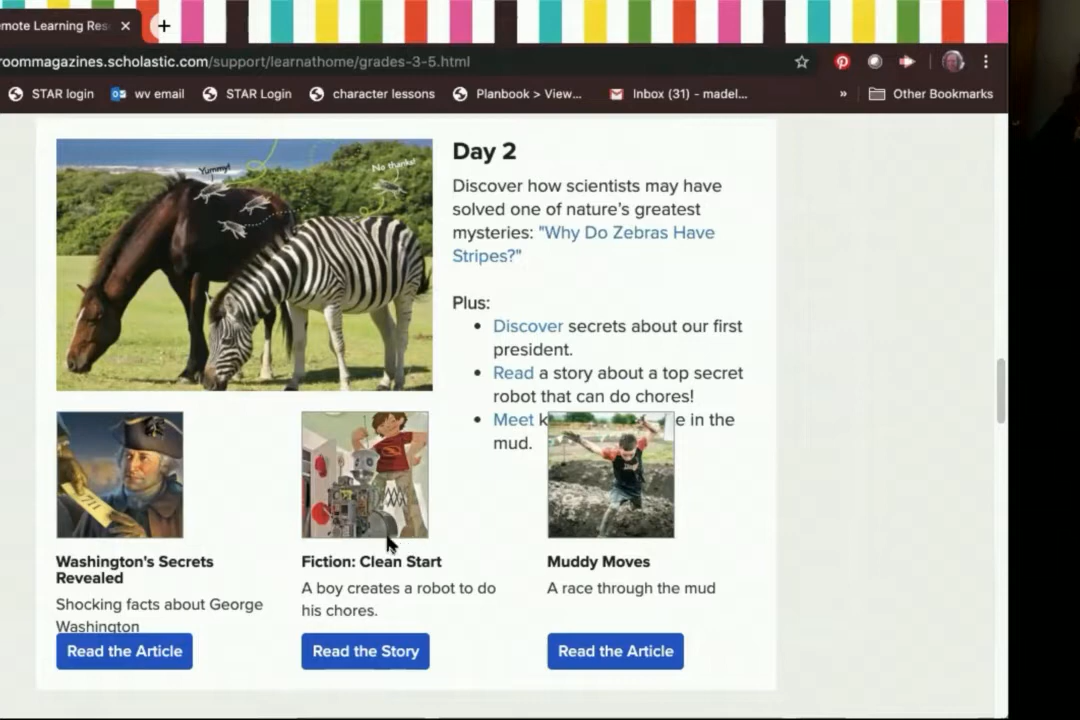 emote Learning Res
roommagazines.scholastic.com/support/learnathome/grades-3-5.html
STAR login
wv email
STAR Login
character lessons
Planbook > View...
Inbox (31) - madel...
»
Other Bookmarks
Yummy!
No thanks!
Day 2
Discover how scientists may have
solved one of nature's greatest
mysteries: "Why Do Zebras Have
Stripes?"
Plus:
• Discover secrets about our first
president.
• Read a story about a top secret
robot that can do chores!
• Meet k e in the
mud.
711
Washington's Secrets
Revealed
Shocking facts about George
Washington
Read the Article
Fiction: Clean Start
A boy creates a robot to do
his chores.
Read the Story
Muddy Moves
A race through the mud
Read the Article